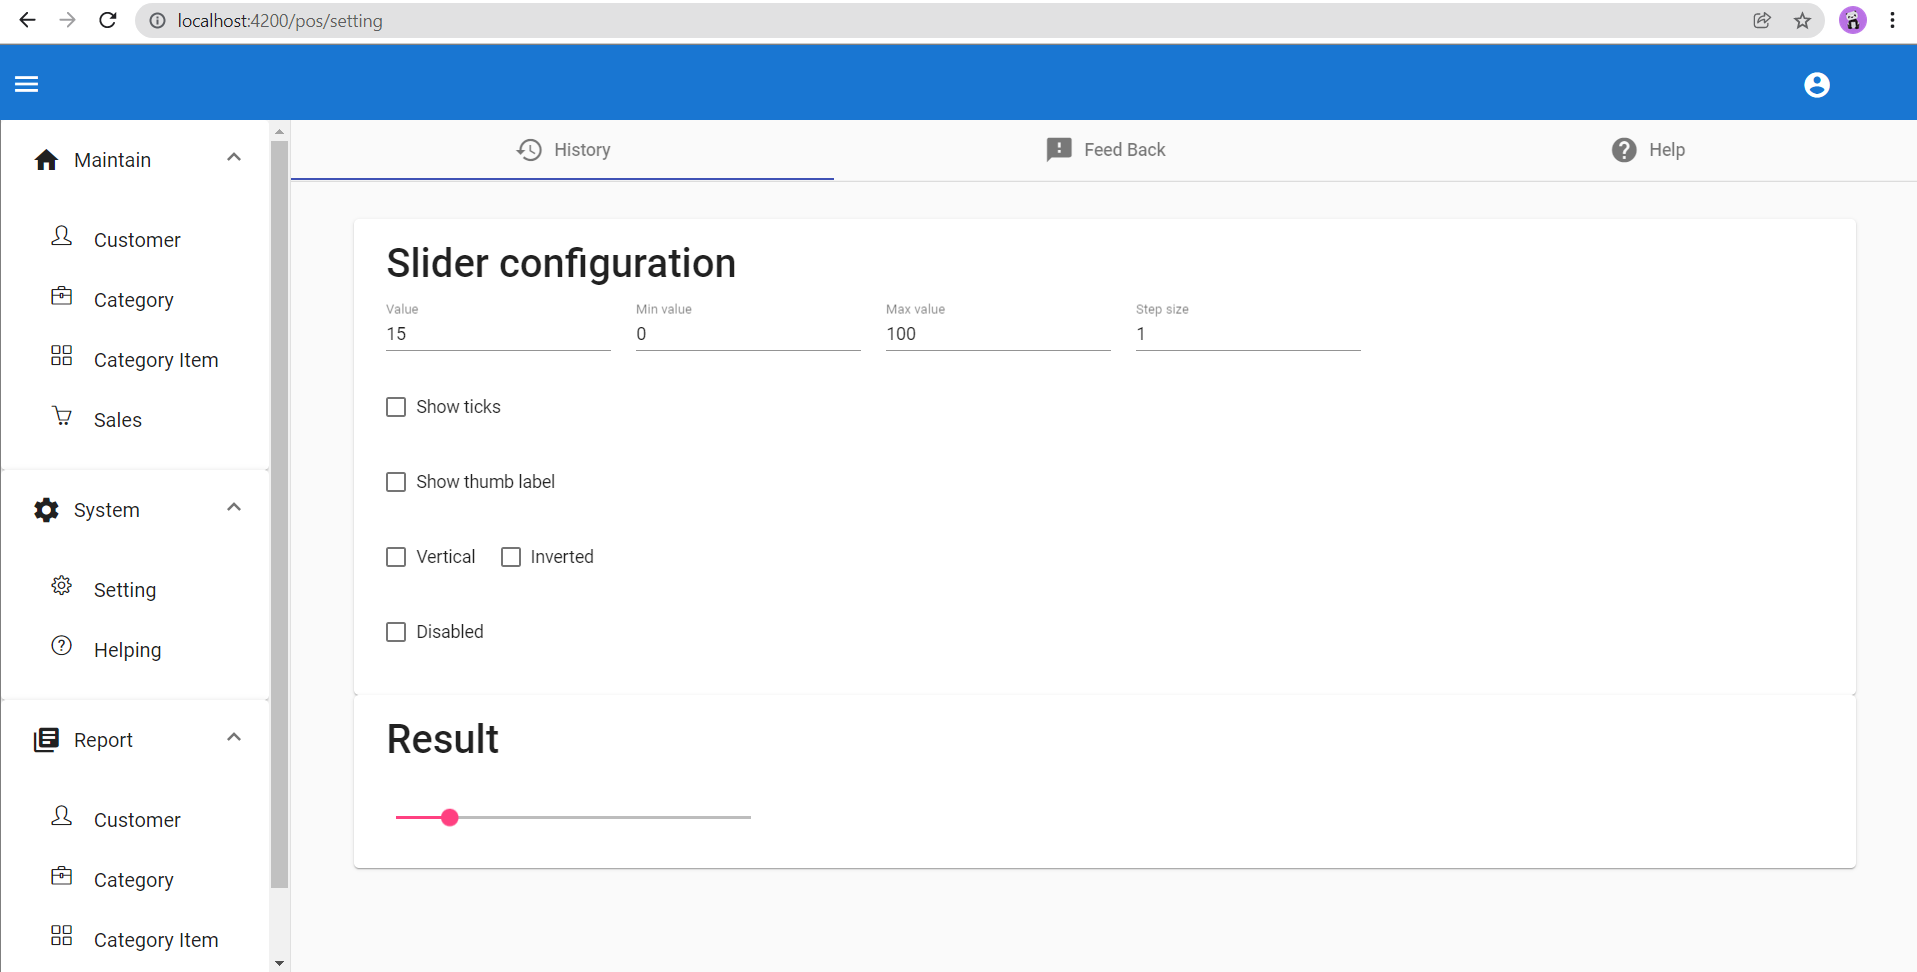 localhost:4200/pos/setting
Maintain
Customer
Category
Category Item
Sales
System
Setting
Helping
Report
Customer
Category
Category Item
History
Feed Back
Help
Slider configuration
Value
Min value
Max value
Step size
15
0
100
1
Show ticks
Show thumb label
Vertical
Inverted
Disabled
Result